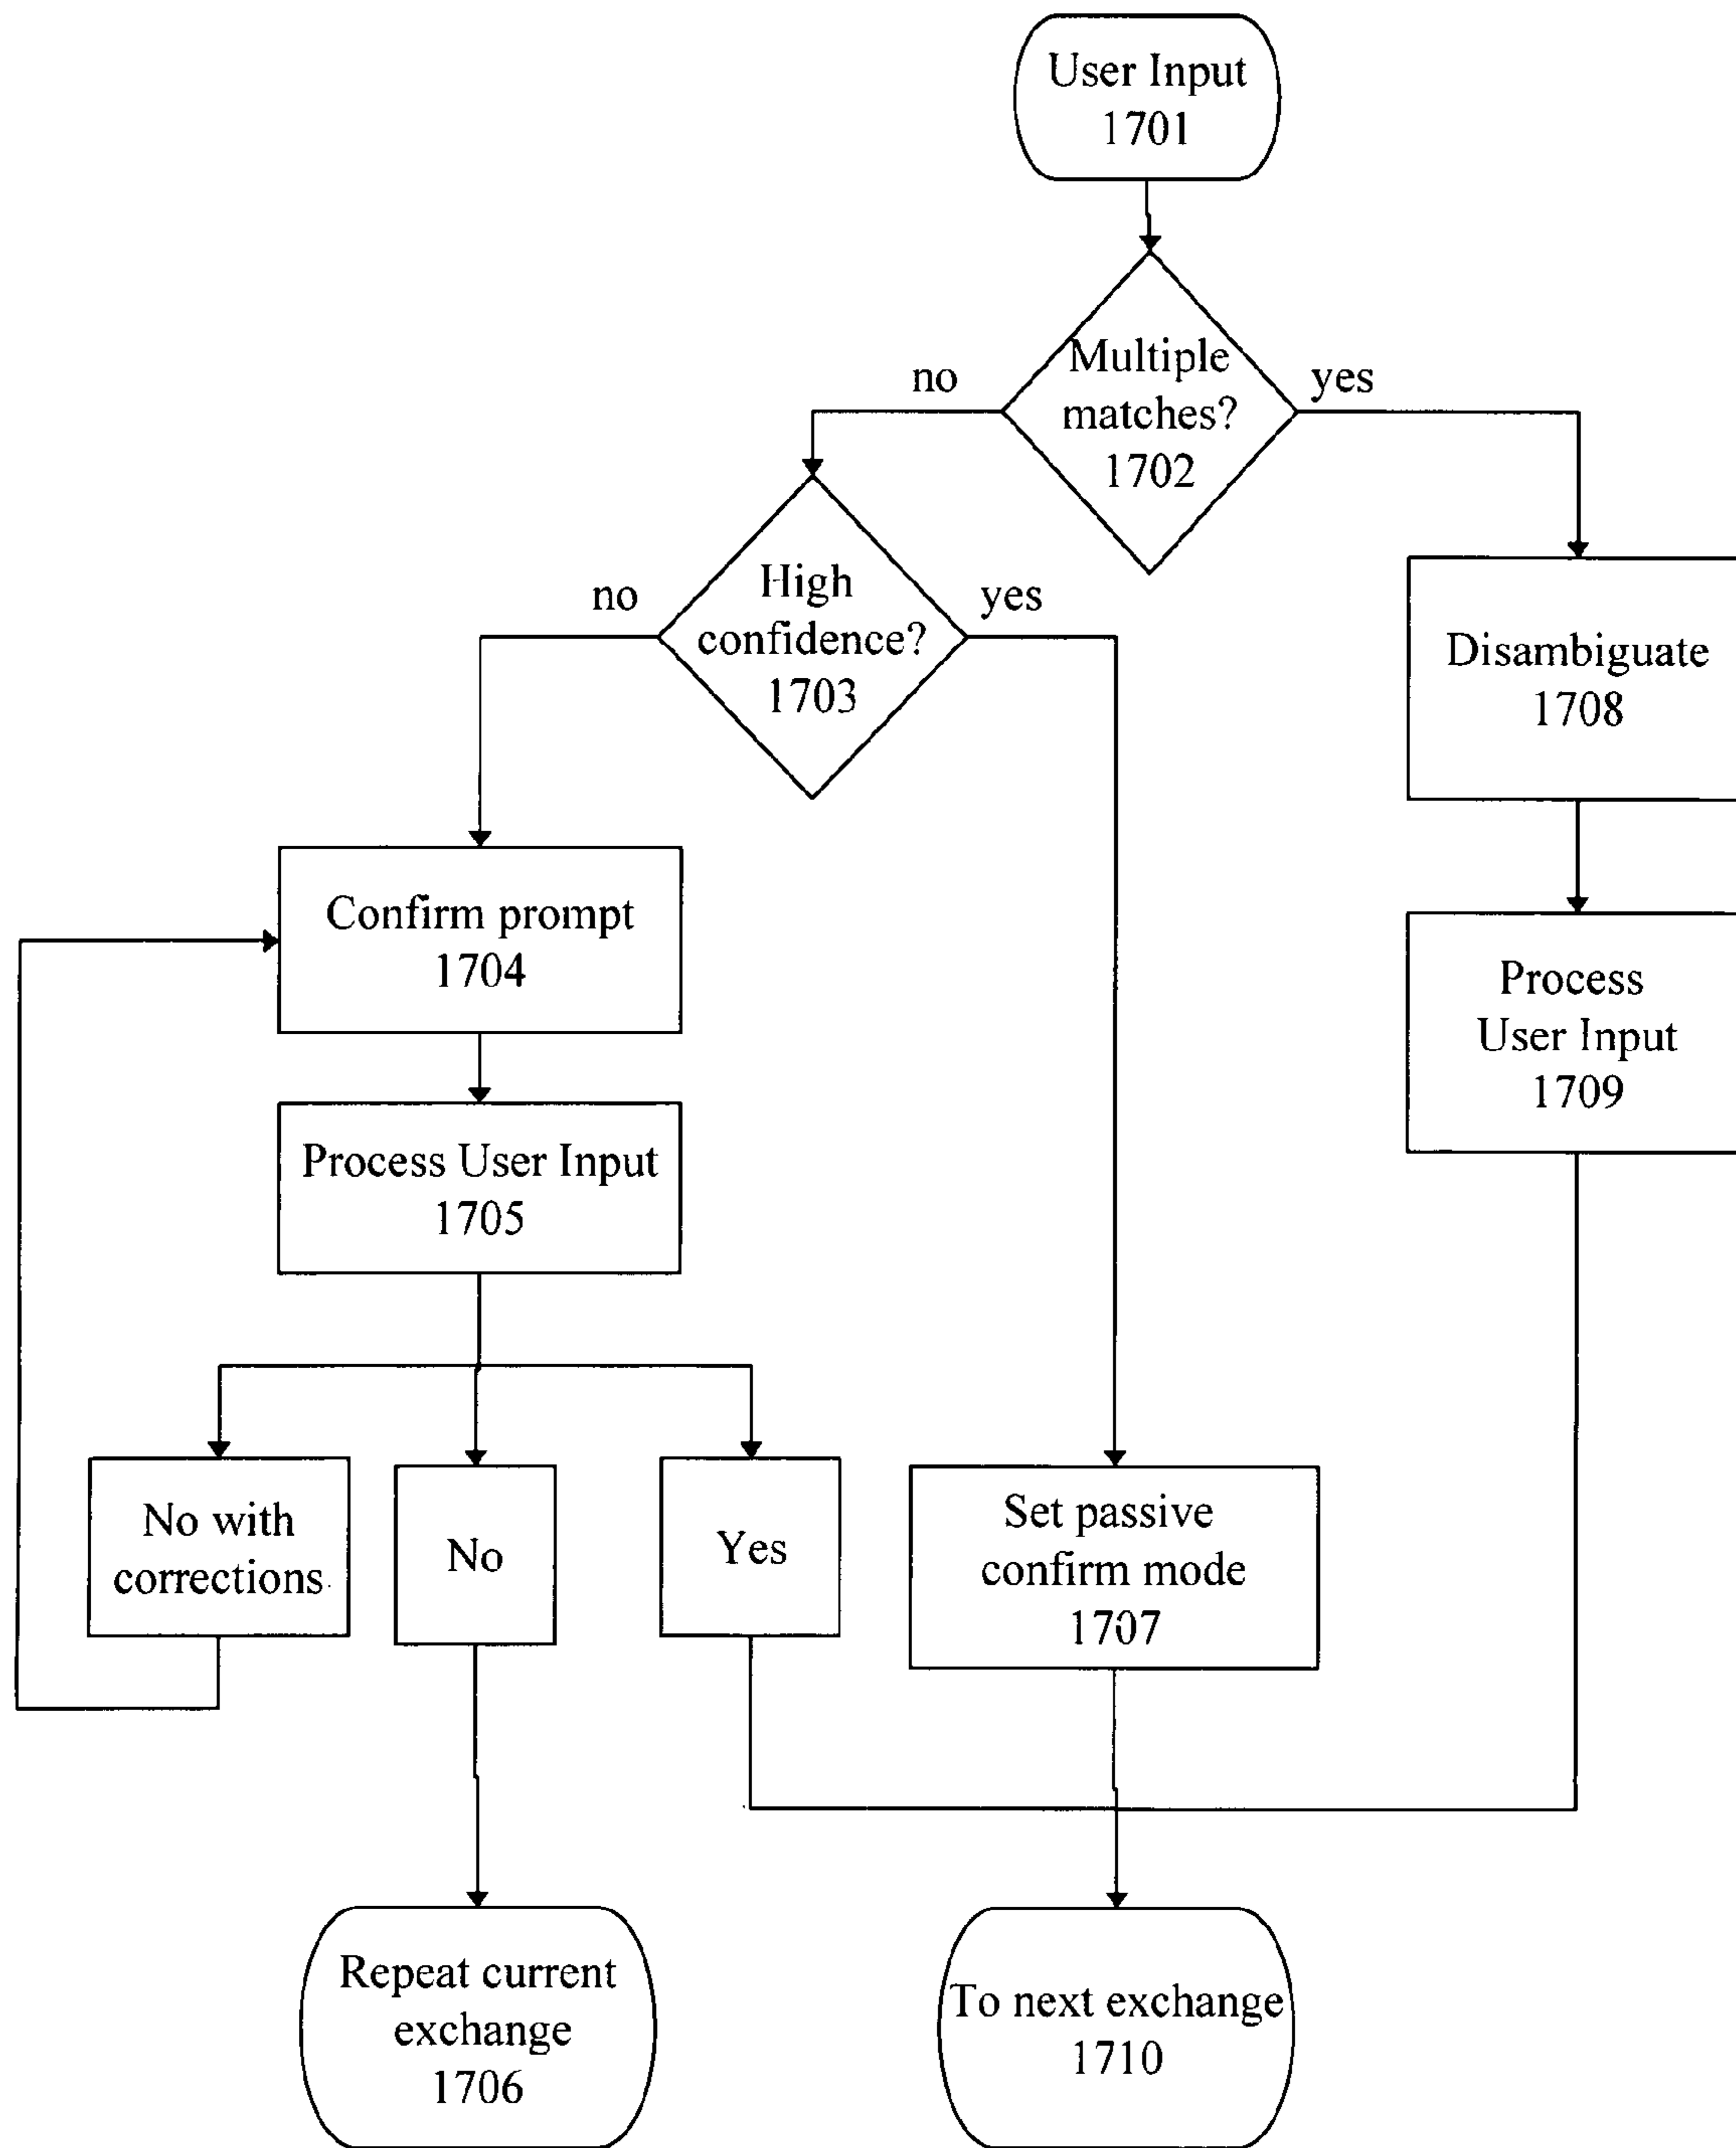 User Input
1701
Multiple
matches?
1702
no
yes
High
confidence?
1703
no
yes
Disambiguate
1708
Confirm prompt
1704
Process
User Input
1709
Process User Input
1705
No with
corrections
No
Yes
Set passive
confirm mode
1707
Repeat current
exchange
1706
To next exchange
1710